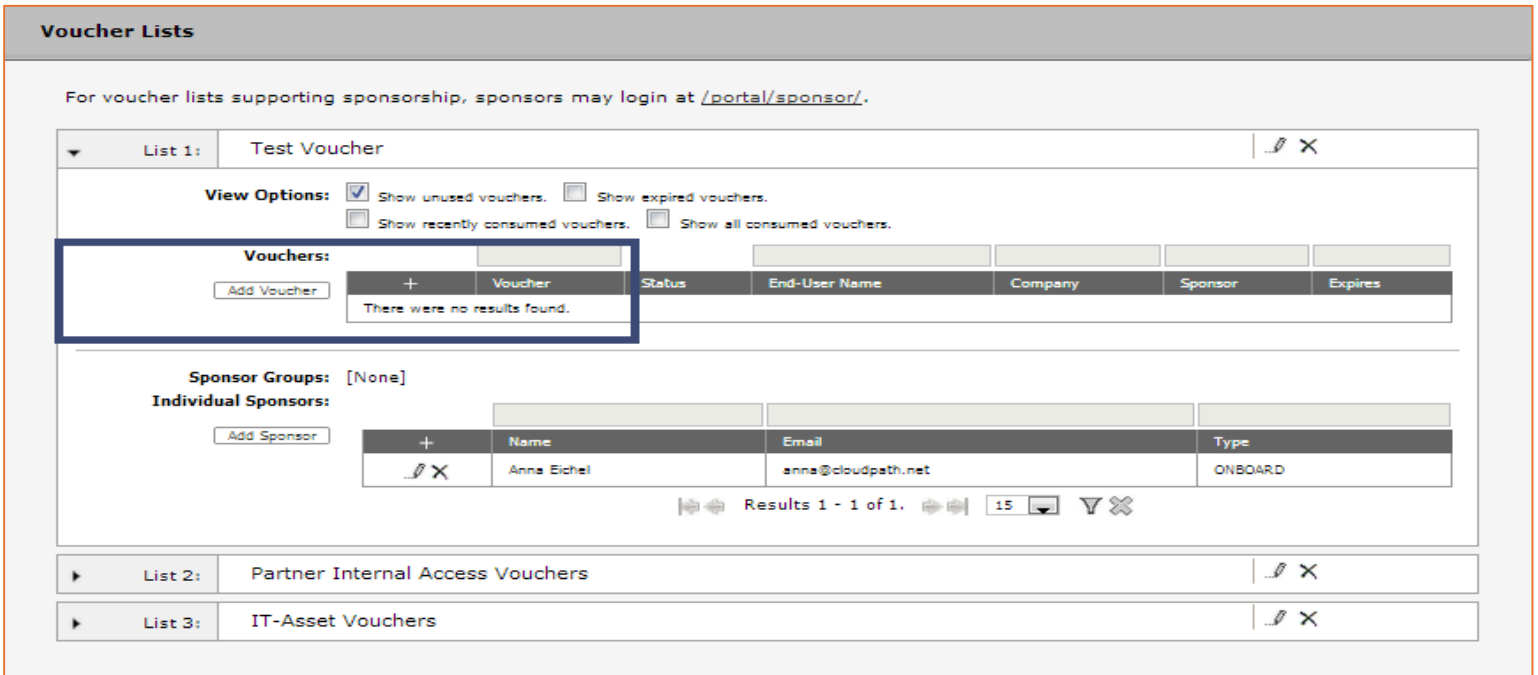 Voucher Lists
For voucher lists supporting sponsorship, sponsors may login at /portal/sponsor/.
List 1: Test Voucher
View Options: Show unused vouchers. Show expired vouchers.
Show recently consumed vouchers. Show all consumed vouchers.
Vouchers:
Add Voucher + Voucher Status End-User Name Company Sponsor Expires
There were no results found.
Sponsor Groups: [None]
Individual Sponsors:
Add Sponsor + Name Email Type
Anna Eichel anna@cloudpath.net ONBOARD
Results 1 - 1 of 1. 15
List 2: Partner Internal Access Vouchers
List 3: IT-Asset Vouchers